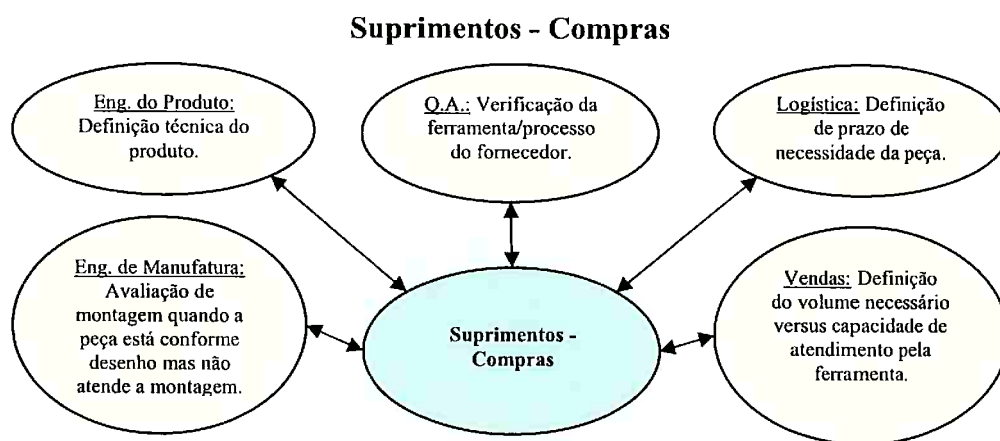 Suprimentos - Compras
Eng. do Produto:
Definição técnica do
produto.
Q.A.: Verificação da
ferramenta/processo
do fornecedor.
Logística: Definição
de prazo de
necessidade da peça.
Eng. de Manufatura:
Avaliação de
montagem quando a
peça está conforme
desenho mas não
atende a montagem.
Suprimentos -
Compras
Vendas: Definição
do volume necessário
versus capacidade de
atendimento pela
ferramenta.